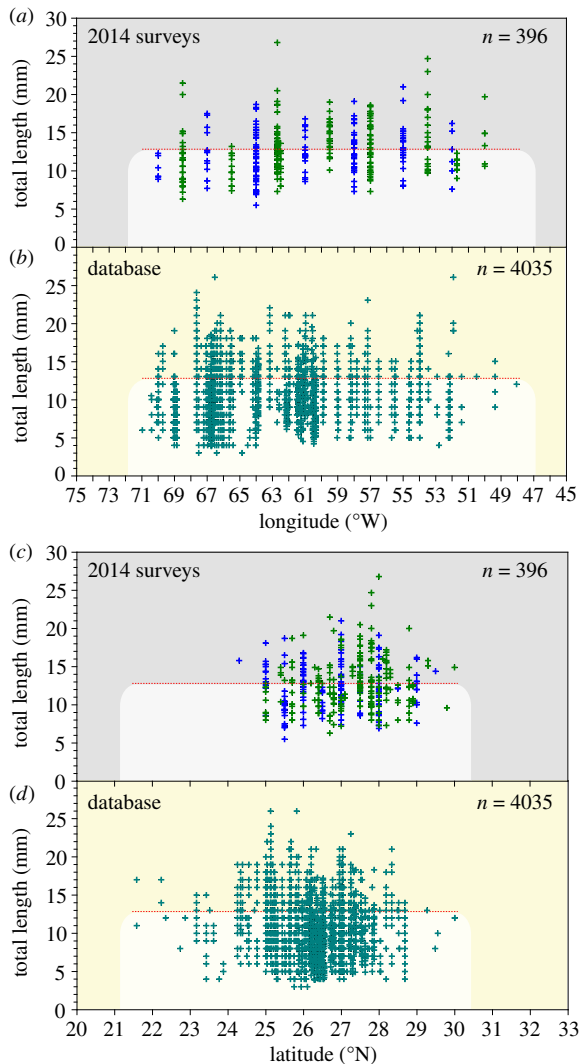 (a)
2014 surveys
n = 396
total length (mm)
30
25
20
15
10
5
0
(b)
database
n = 4035
total length (mm)
25
20
15
10
5
0
75 73 71 69 67 65 63 61 59 57 55 53 51 49 47 45
longitude (°W)
(c)
2014 surveys
n = 396
total length (mm)
30
25
20
15
10
5
0
(d)
database
n = 4035
total length (mm)
25
20
15
10
5
0
20 21 22 23 24 25 26 27 28 29 30 31 32 33
latitude (°N)